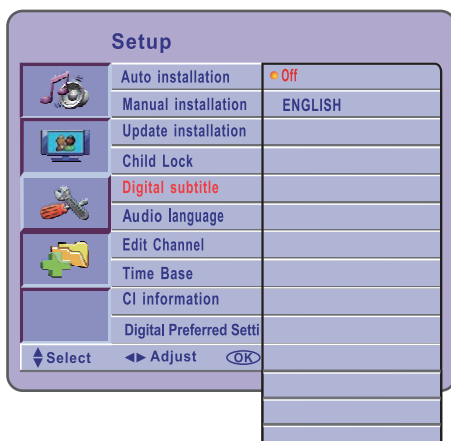 Setup
Auto installation
Off
Manual installation
ENGLISH
Update installation
Child Lock
Digital subtitle
Audio language
Edit Channel
Time Base
CI information
Digital Preferred Setti
Select
Adjust
OK